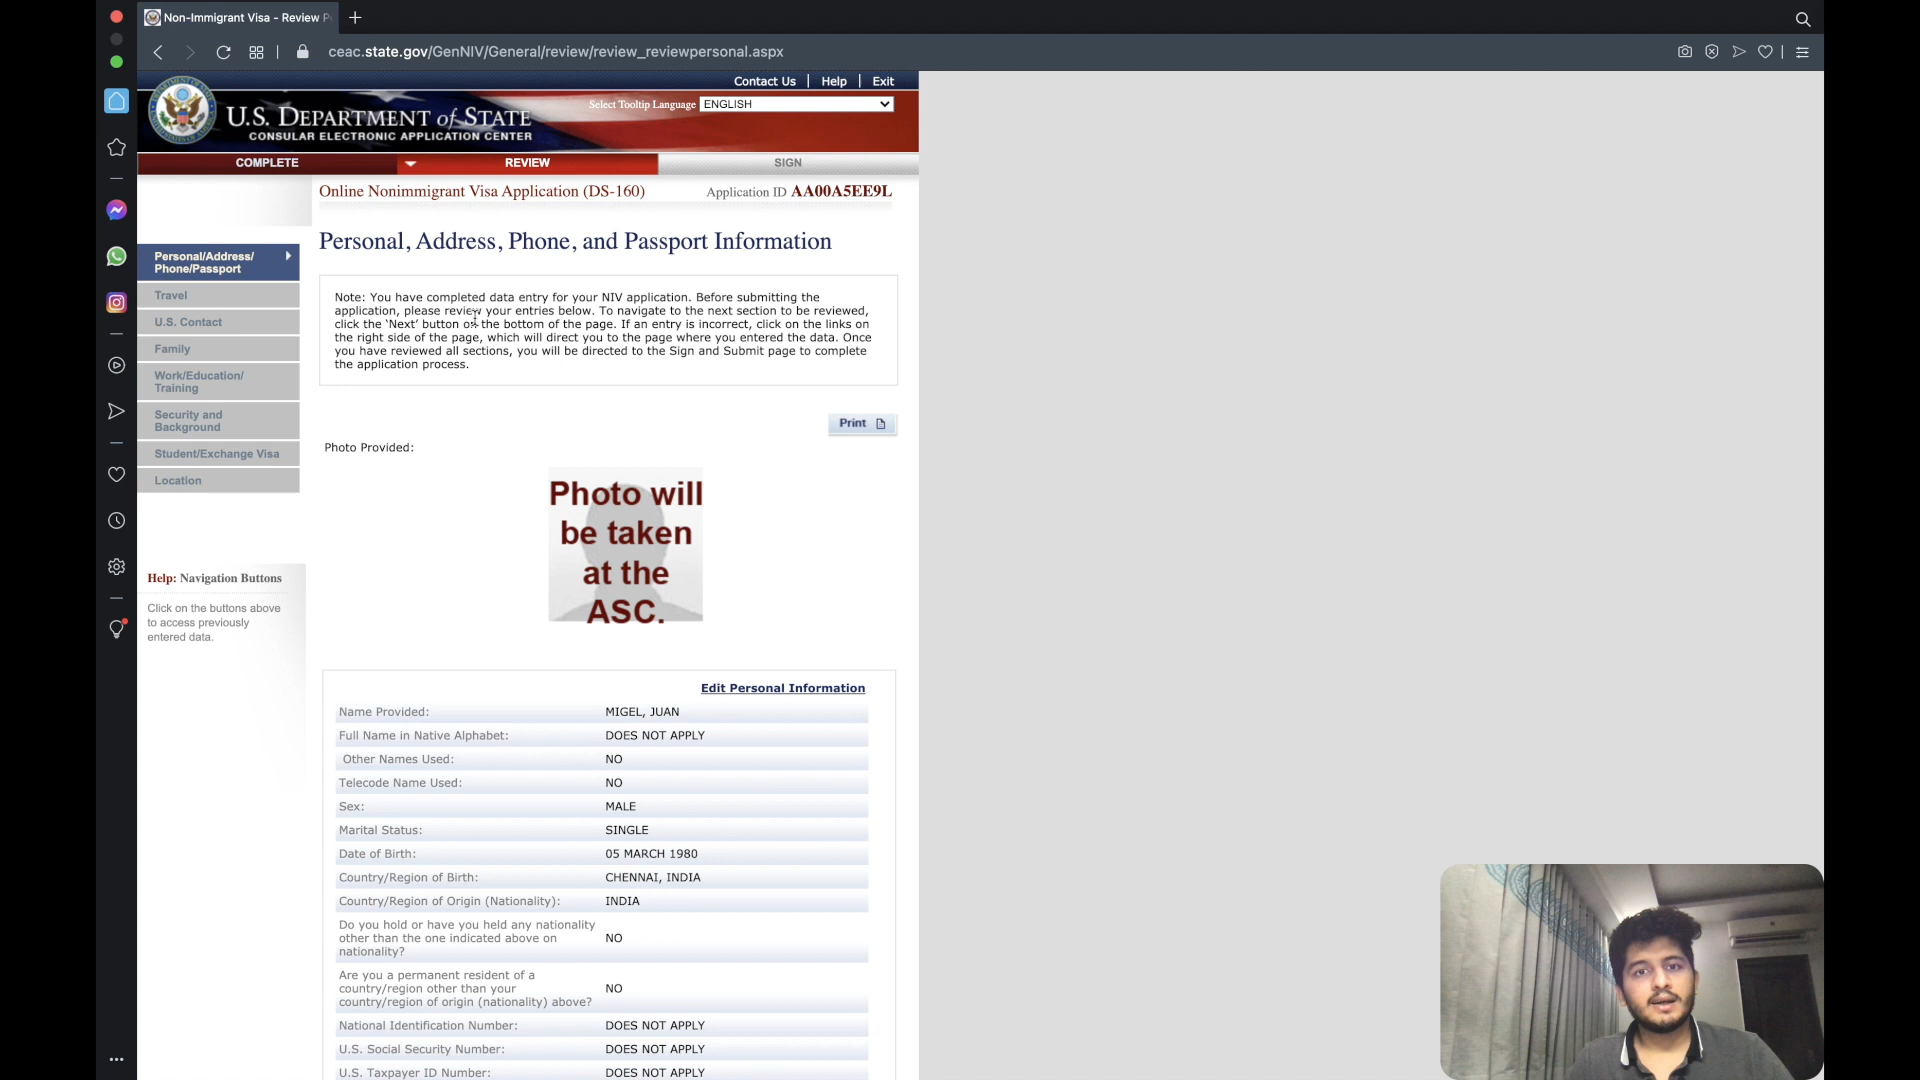 Non-Immigrant Visa - Review P
ceac.state.gov/GenNIV/General/review/review_reviewpersonal.aspx
Contact Us | Help | Exit
Select Tooltip Language ENGLISH
U.S. DEPARTMENT of STATE
CONSULAR ELECTRONIC APPLICATION CENTER
COMPLETE REVIEW SIGN
Online Nonimmigrant Visa Application (DS-160) Application ID AA00A5EE9L
Personal, Address, Phone, and Passport Information
Personal/Address/
Phone/Passport
Travel
U.S. Contact
Family
Work/Education/
Training
Security and
Background
Student/Exchange Visa
Location
Help: Navigation Buttons
Click on the buttons above
to access previously
entered data.
Note: You have completed data entry for your NIV application. Before submitting the
application, please review your entries below. To navigate to the next section to be reviewed,
click the 'Next' button on the bottom of the page. If an entry is incorrect, click on the links on
the right side of the page, which will direct you to the page where you entered the data. Once
you have reviewed all sections, you will be directed to the Sign and Submit page to complete
the application process.
Print
Photo Provided:
Photo will
be taken
at the
ASC.
Edit Personal Information
Name Provided: MIGEL, JUAN
Full Name in Native Alphabet: DOES NOT APPLY
Other Names Used: NO
Telecode Name Used: NO
Sex: MALE
Marital Status: SINGLE
Date of Birth: 05 MARCH 1980
Country/Region of Birth: CHENNAI, INDIA
Country/Region of Origin (Nationality): INDIA
Do you hold or have you held any nationality
other than the one indicated above on NO
nationality?
Are you a permanent resident of a
country/region other than your NO
country/region of origin (nationality) above?
National Identification Number: DOES NOT APPLY
U.S. Social Security Number: DOES NOT APPLY
U.S. Taxpayer ID Number: DOES NOT APPLY